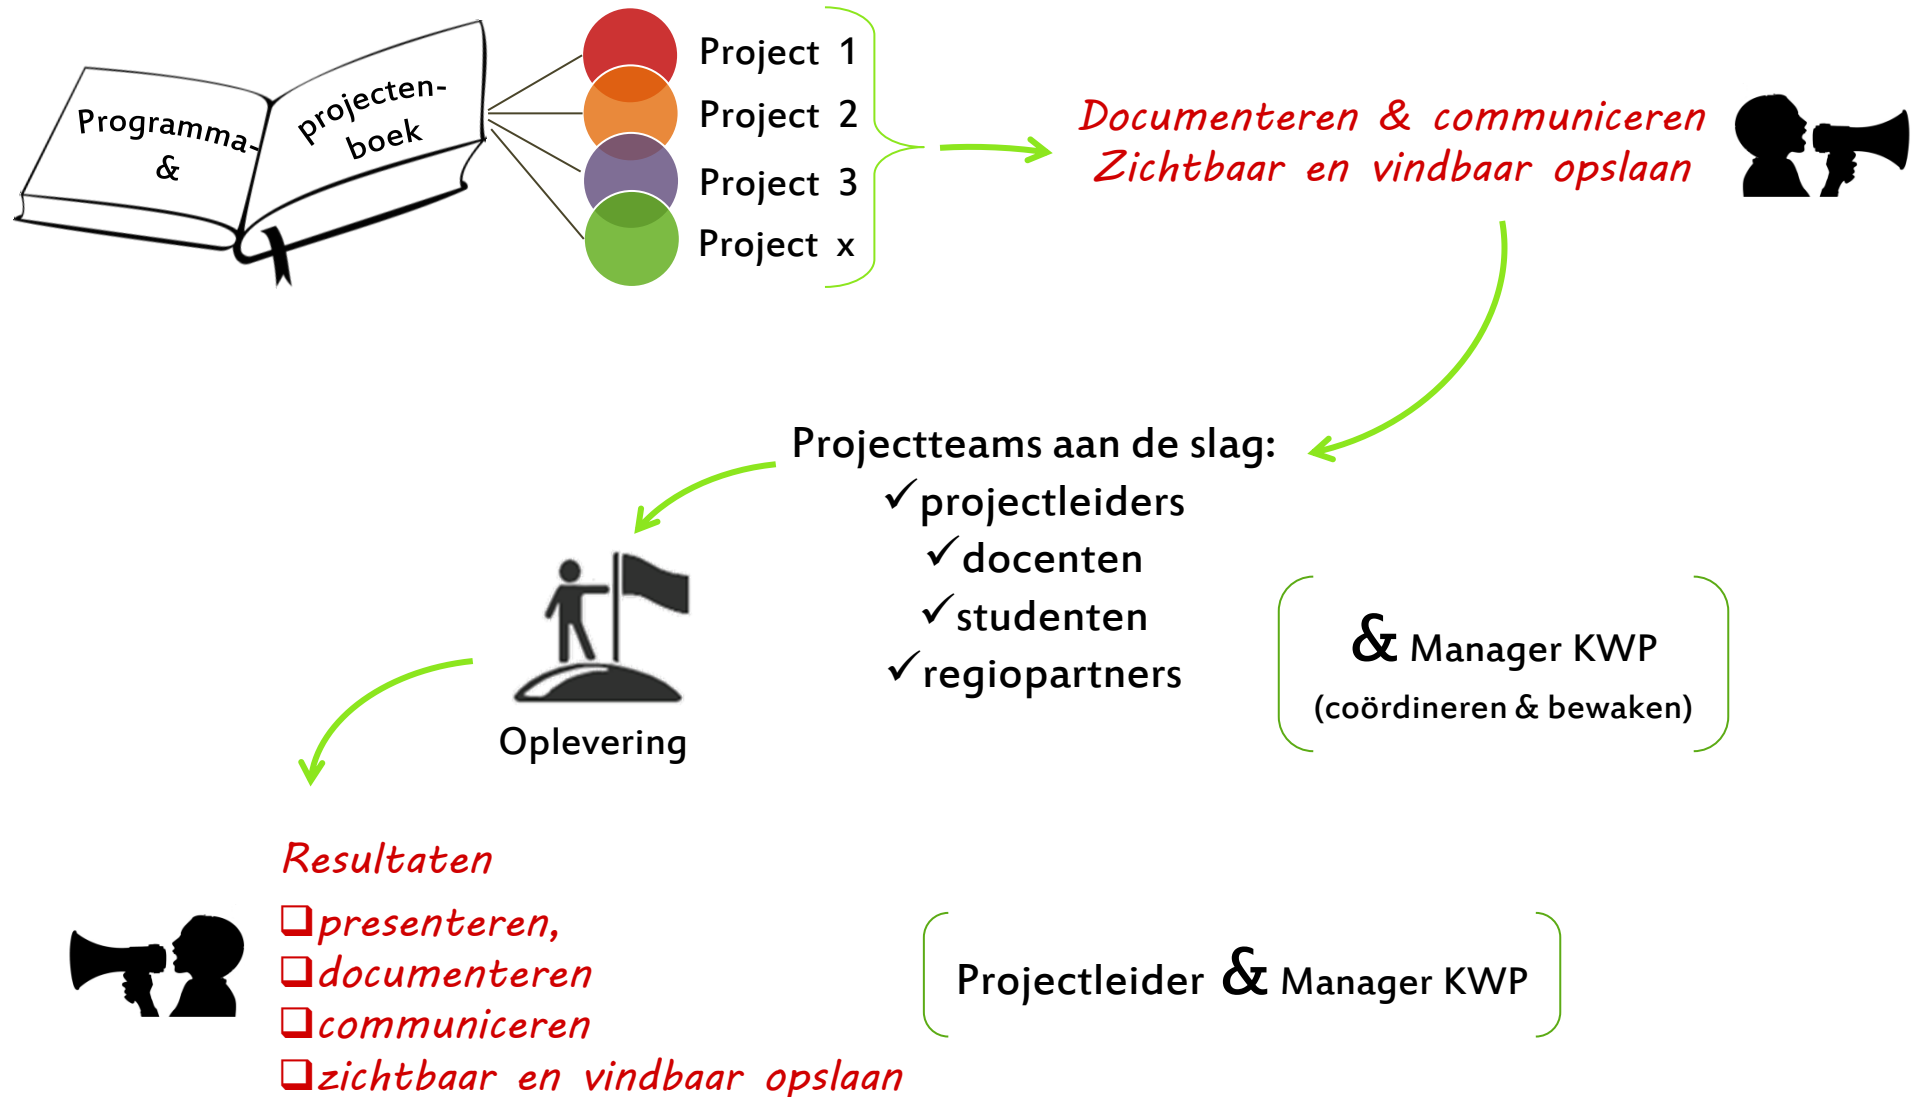 Programma-
&
projecten-
boek
Project 1
Project 2
Project 3
Project x
Documenteren & communiceren
Zichtbaar en vindbaar opslaan
Projectteams aan de slag:
✓projectleiders
✓docenten
✓studenten
✓regiopartners
& Manager KWP
(coördineren & bewaken)
Oplevering
Resultaten
❑presenteren,
❑documenteren
❑communiceren
❑zichtbaar en vindbaar opslaan
Projectleider & Manager KWP